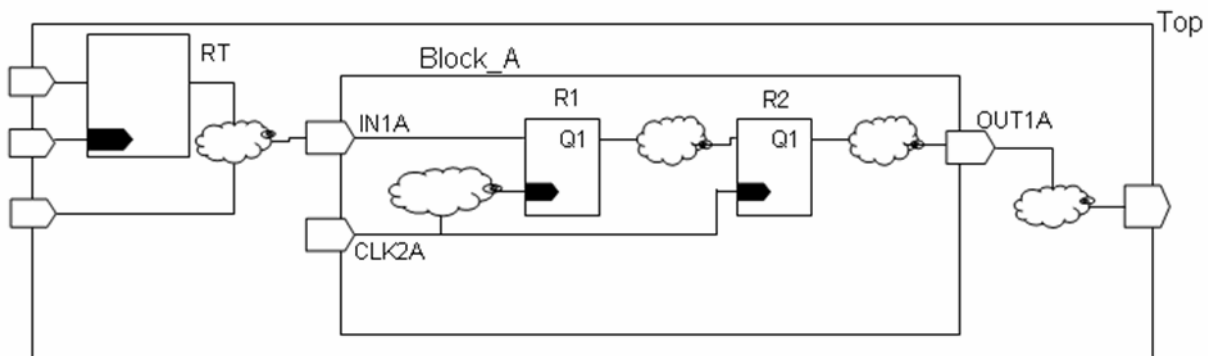 Top
RT
Block_A
R1
R2
IN1A
Q1
Q1
OUT1A
CLK2A